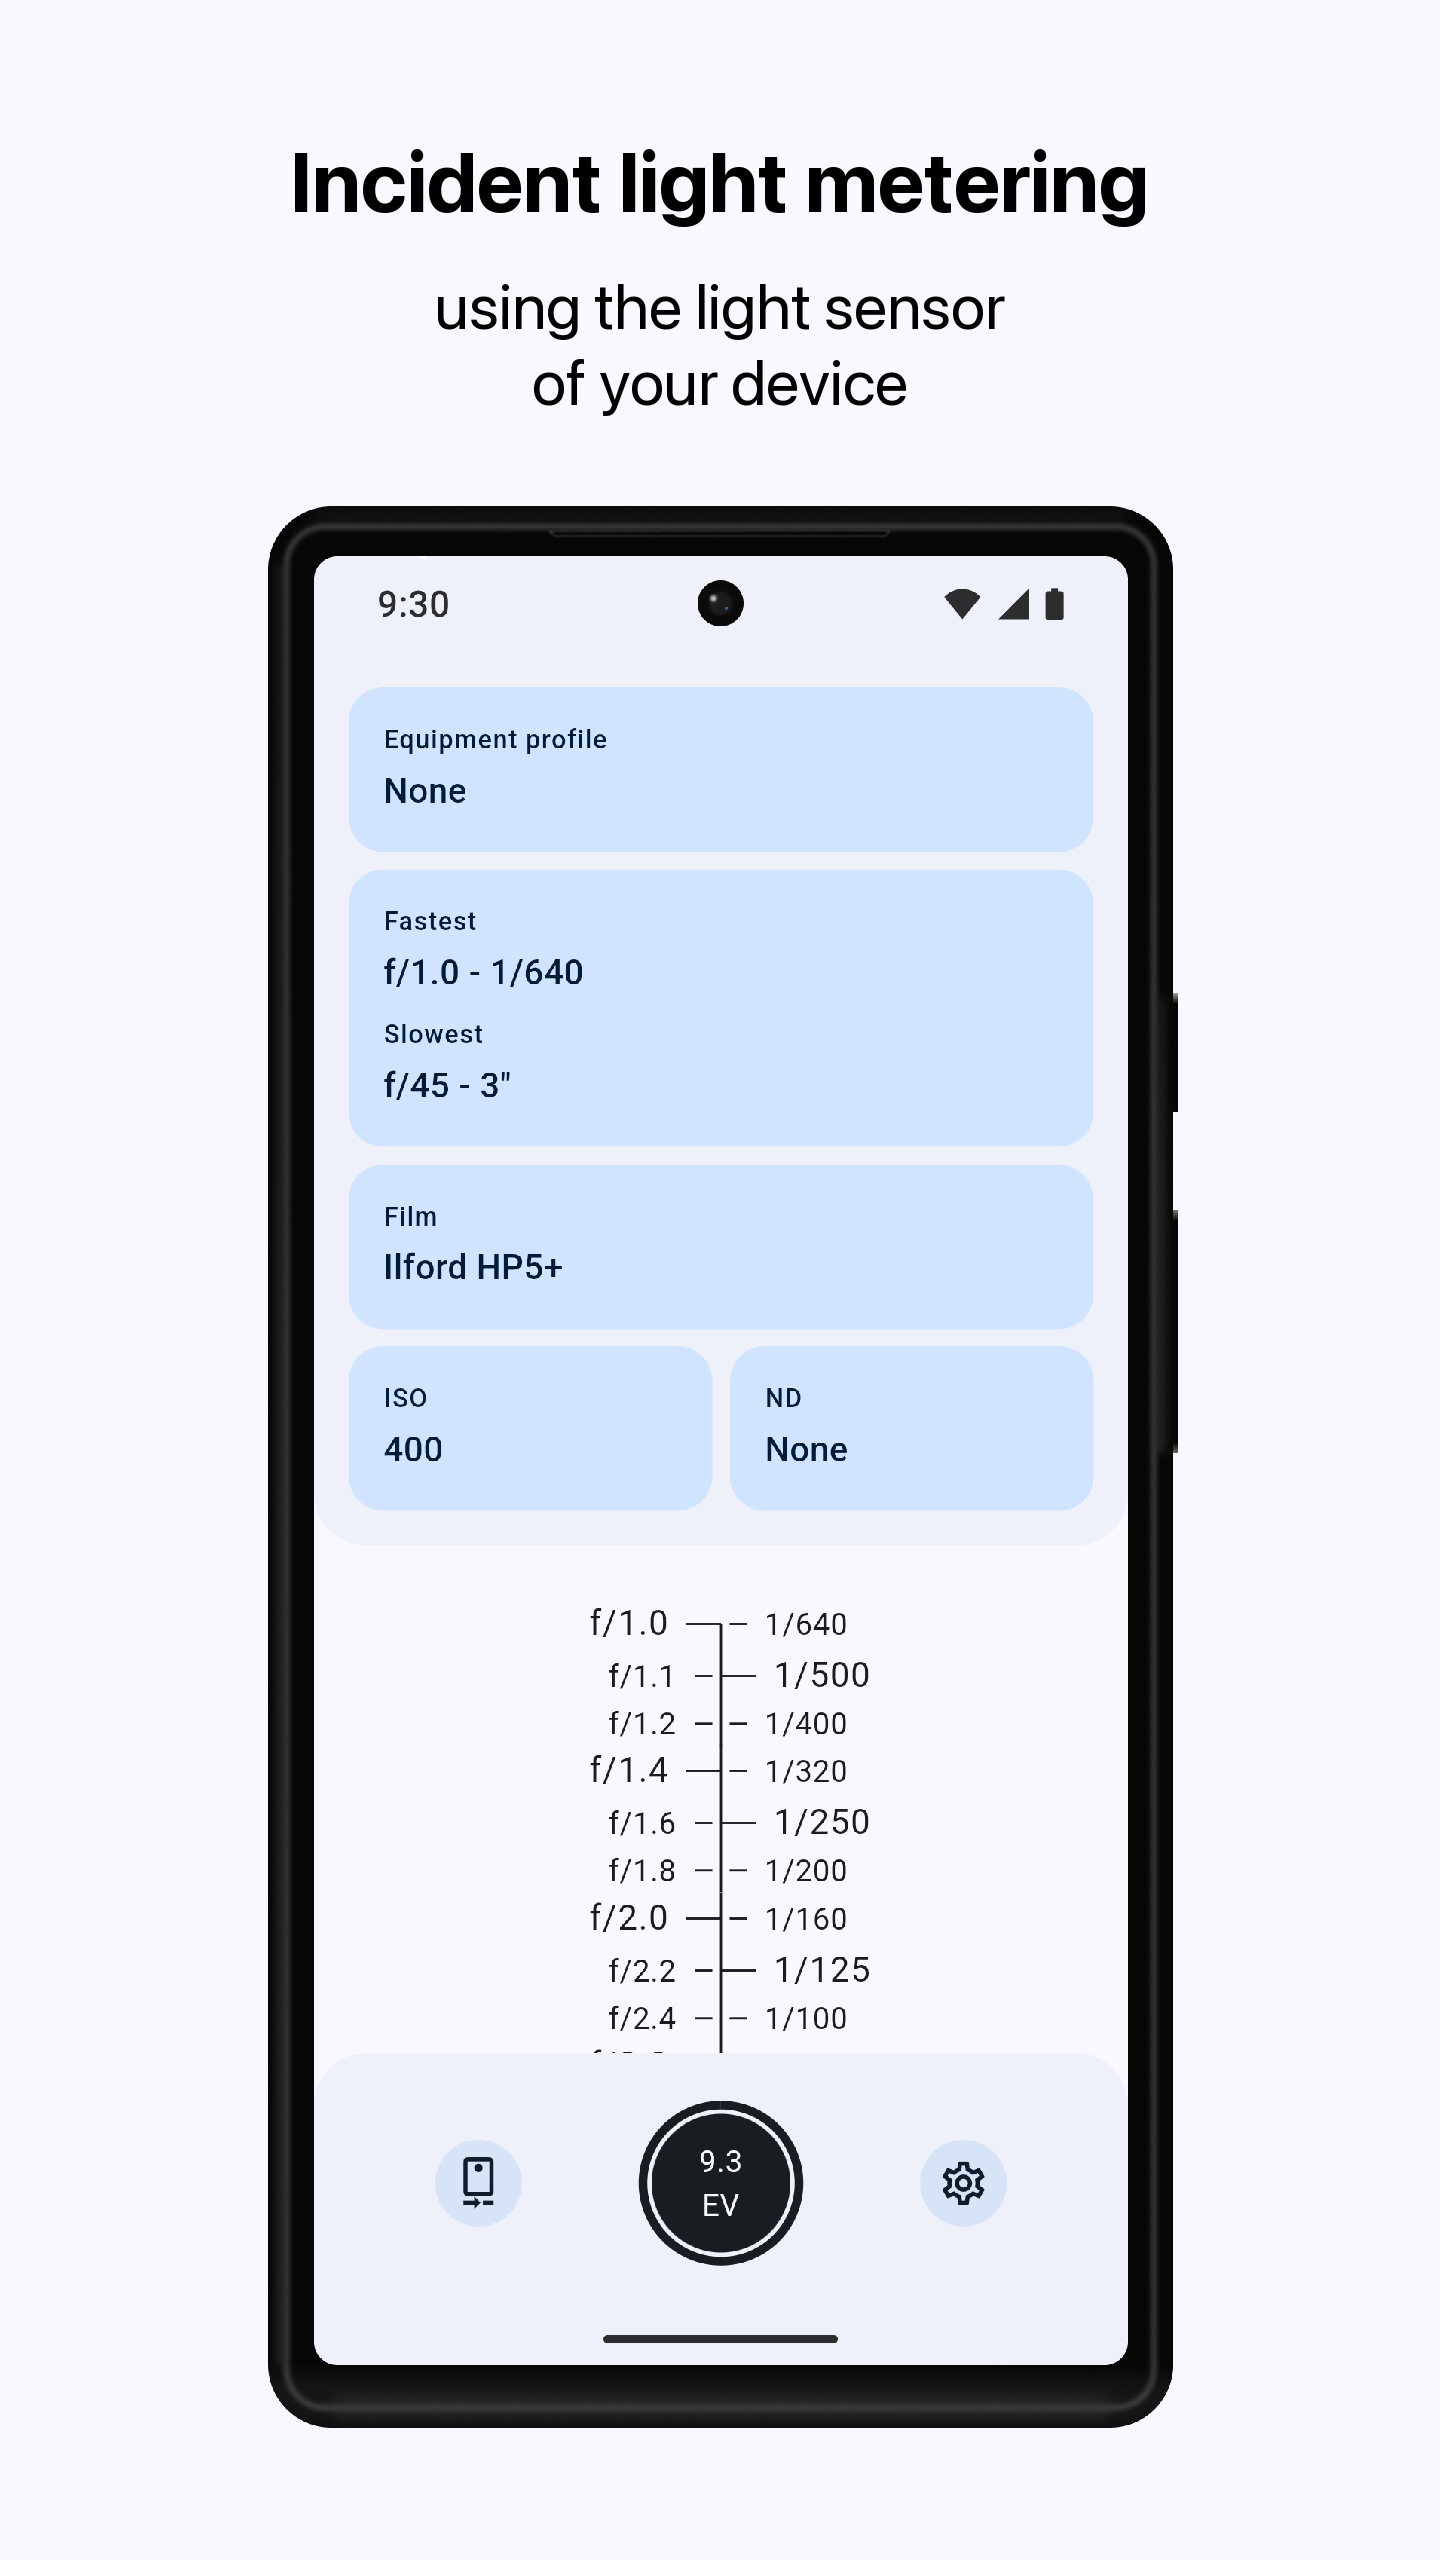 Incident light metering
using the light sensor
of your device
9:30
Equipment profile
None
Fastest
f/1.0 - 1/640
Slowest
f/45 - 3"
Film
Ilford HP5+
ISO
400
ND
None
f/1.0 1/640
f/1.1 1/500
f/1.2 1/400
f/1.4 1/320
f/1.6 1/250
f/1.8 1/200
f/2.0 1/160
f/2.2 1/125
f/2.4 1/100
9.3
EV